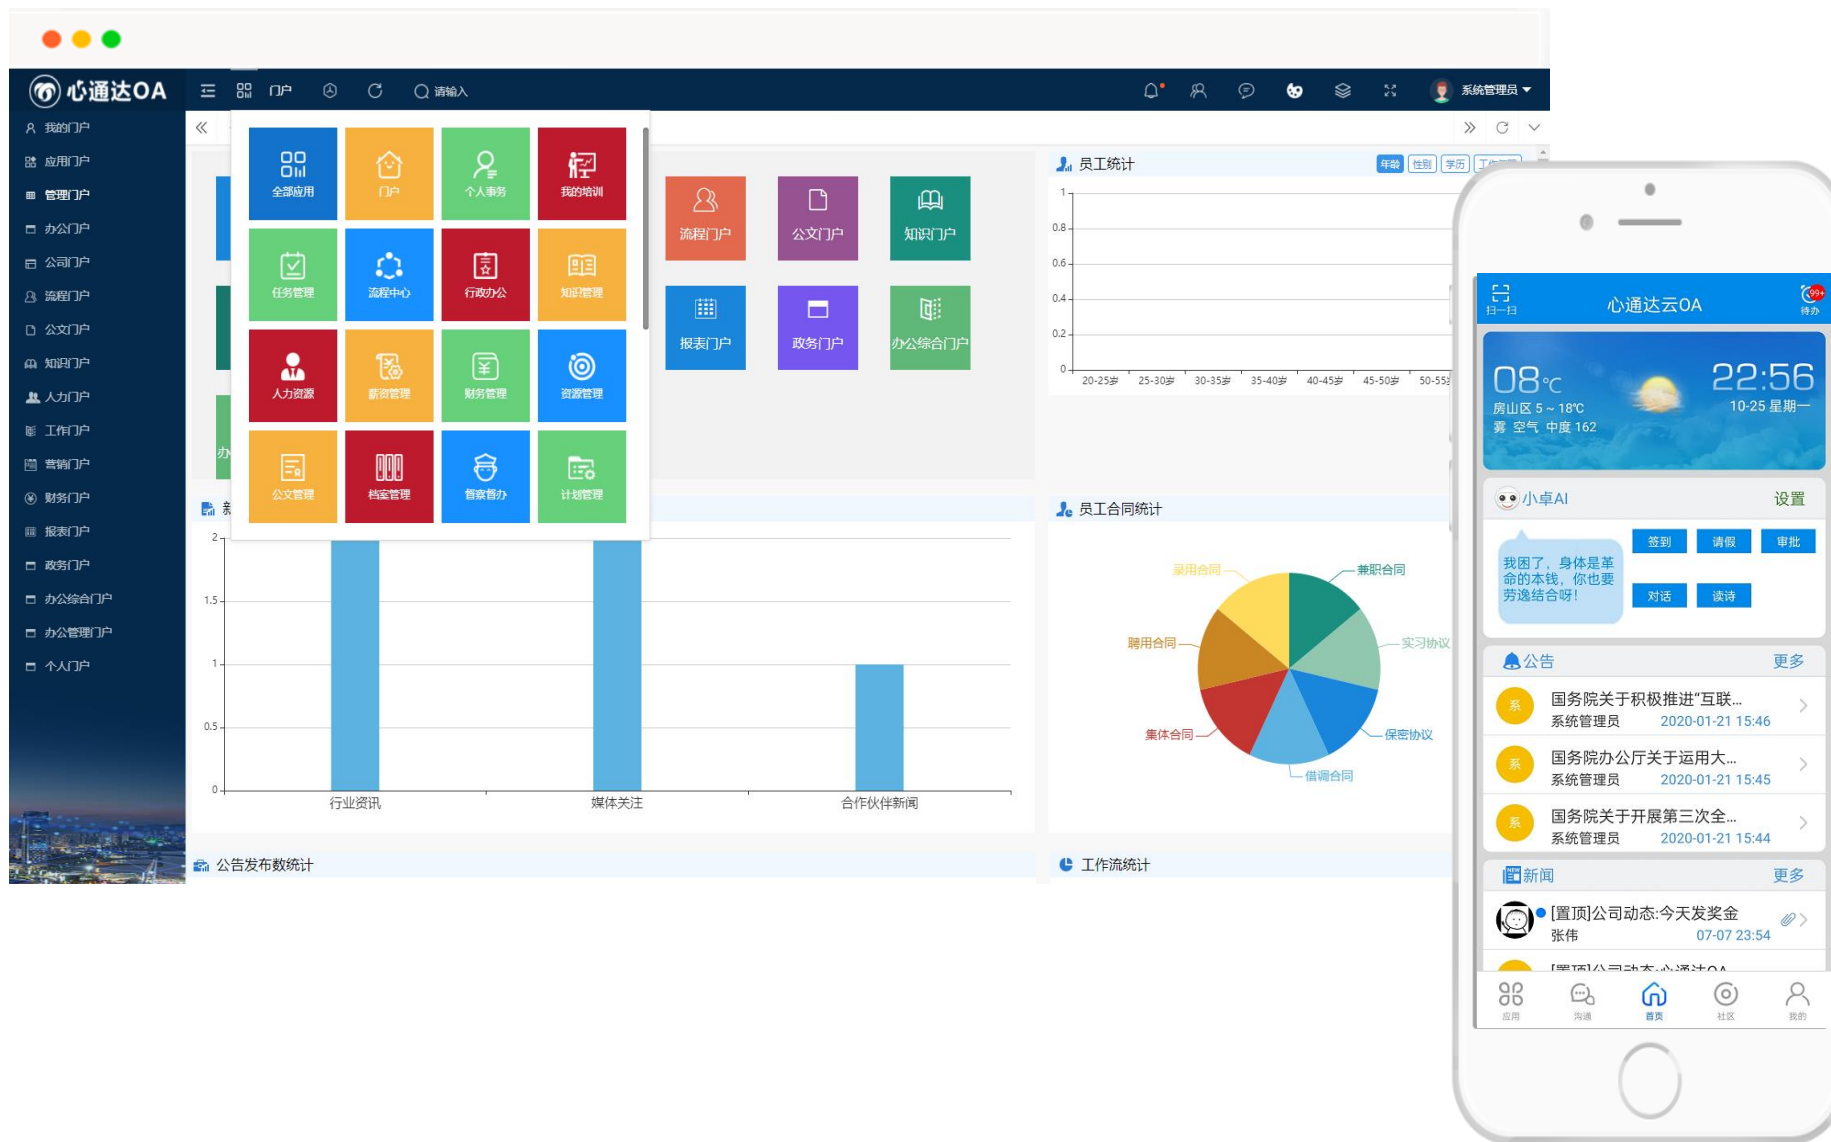 心通达OA
门户
请输入
系统管理员
我的门户
应用门户
管理门户
办公门户
公司门户
流程门户
公文门户
知识门户
人力门户
工作门户
营销门户
财务门户
报表门户
政务门户
办公综合门户
办公管理门户
个人门户
全部应用 门户 个人事务 我的培训
任务管理 流程中心 行政办公 知识管理
人力资源 薪资管理 财务管理 资源管理
公文管理 档案管理 督察督办 计划管理
流程门户 公文门户 知识门户
报表门户 政务门户 办公综合门户
办
员工统计
年龄 性别 学历
1
0.8
0.6
0.4
0.2
0
20-25岁 25-30岁 30-35岁 35-40岁 40-45岁 45-50岁 50-55岁
新
2
1.5
1
0.5
0
行业资讯 媒体关注 合作伙伴新闻
员工合同统计
录用合同
兼职合同
聘用合同
实习协议
集体合同
保密协议
借调合同
公告发布数统计
工作流统计
扫一扫
心通达云OA
99+
待办
08℃
22:56
房山区 5 ~ 18℃
10-25 星期一
雾 空气 中度 162
小卓AI
设置
我困了，身体是革
命的本钱，你也要
劳逸结合呀！
签到 请假 审批
对话 读诗
公告 更多
系
国务院关于积极推进“互联...
系统管理员 2020-01-21 15:46
系
国务院办公厅关于运用大...
系统管理员 2020-01-21 15:45
系
国务院关于开展第三次全...
系统管理员 2020-01-21 15:44
新闻 更多
[置顶]公司动态:今天发奖金
张伟 07-07 23:54
[置顶]公司动态:心通达OA
应用 沟通 首页 社区 我的